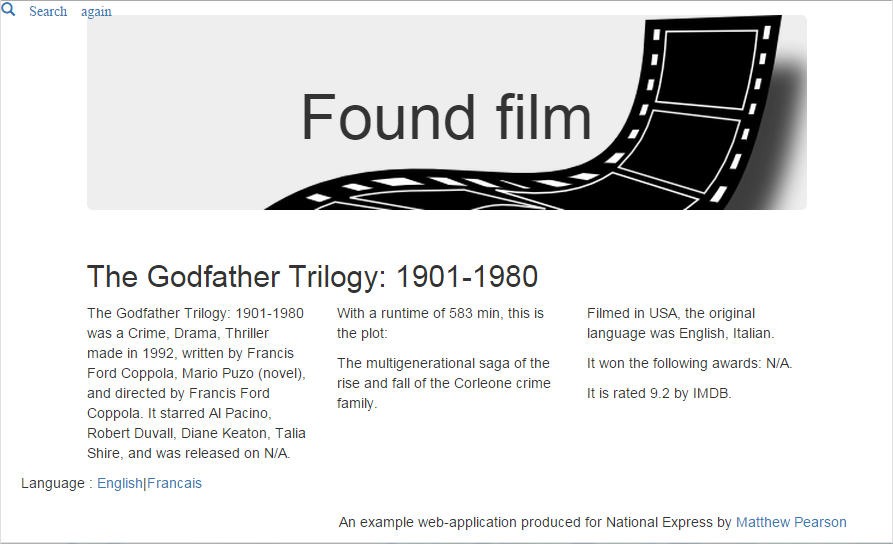 Search again
Found film
The Godfather Trilogy: 1901-1980
The Godfather Trilogy: 1901-1980
was a Crime, Drama, Thriller
made in 1992, written by Francis
Ford Coppola, Mario Puzo (novel),
and directed by Francis Ford
Coppola. It starred Al Pacino,
Robert Duvall, Diane Keaton, Talia
Shire, and was released on N/A.
With a runtime of 583 min, this is
the plot:
The multigenerational saga of the
rise and fall of the Corleone crime
family.
Filmed in USA, the original
language was English, Italian.
It won the following awards: N/A.
It is rated 9.2 by IMDB.
Language : English|Francais
An example web-application produced for National Express by Matthew Pearson